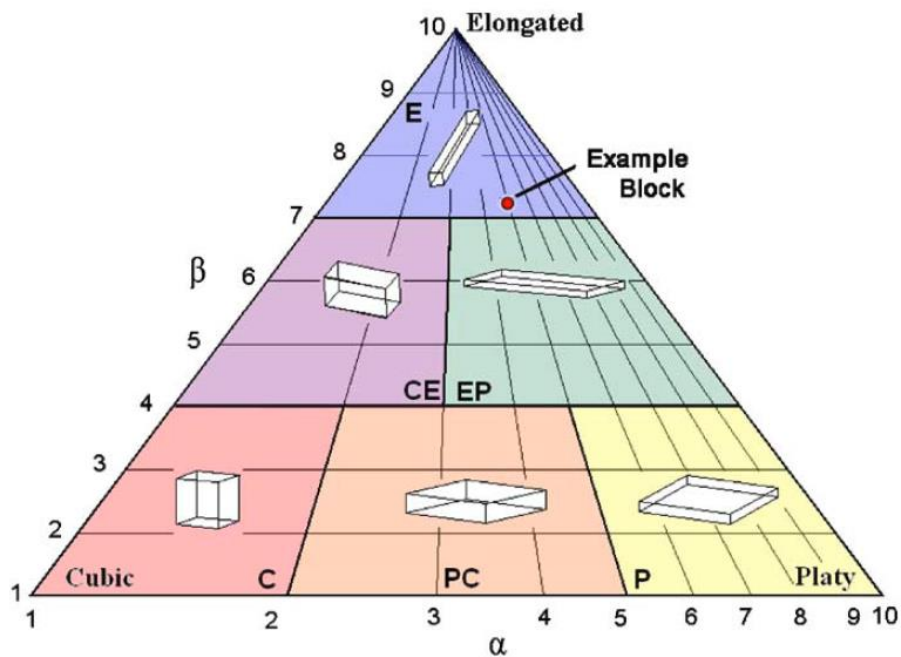 10 Elongated
9
E
8
Example
Block
7
β
6
5
CE EP
4
3
2
Cubic C PC P Platy
1
1 2 3 4 5 6 7 8 9 10
α